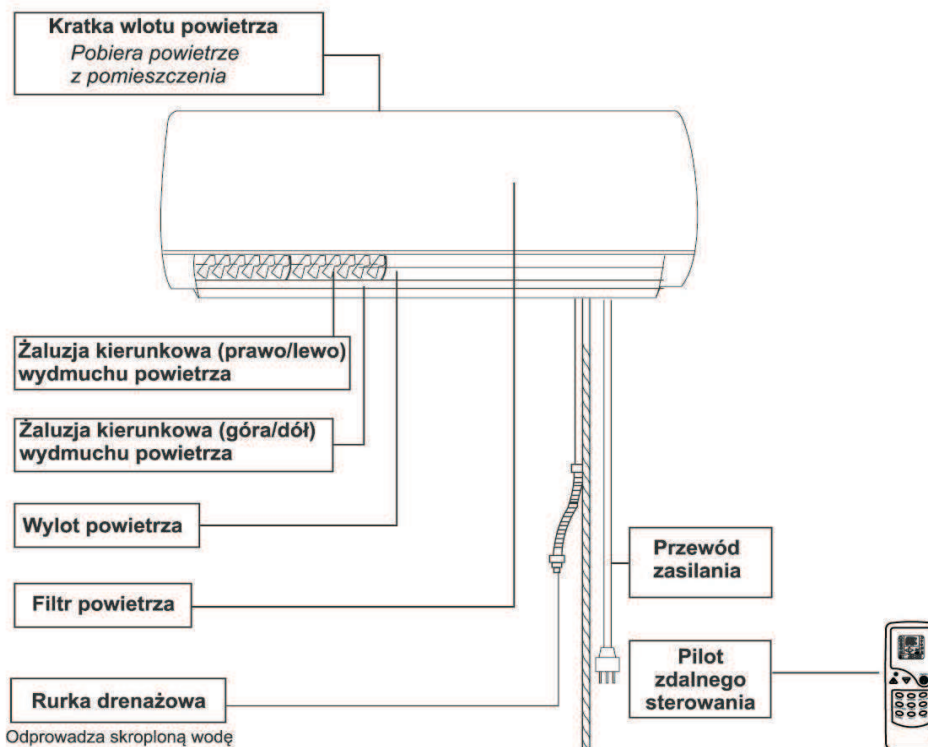 Kratka wlotu powietrza
Pobiera powietrze
z pomieszczenia
Żaluzja kierunkowa (prawo/lewo)
wydmuchu powietrza
Żaluzja kierunkowa (góra/dół)
wydmuchu powietrza
Wylot powietrza
Filtr powietrza
Rurka drenażowa
Odprowadza skroploną wodę
Przewód
zasilania
Pilot
zdalnego
sterowania